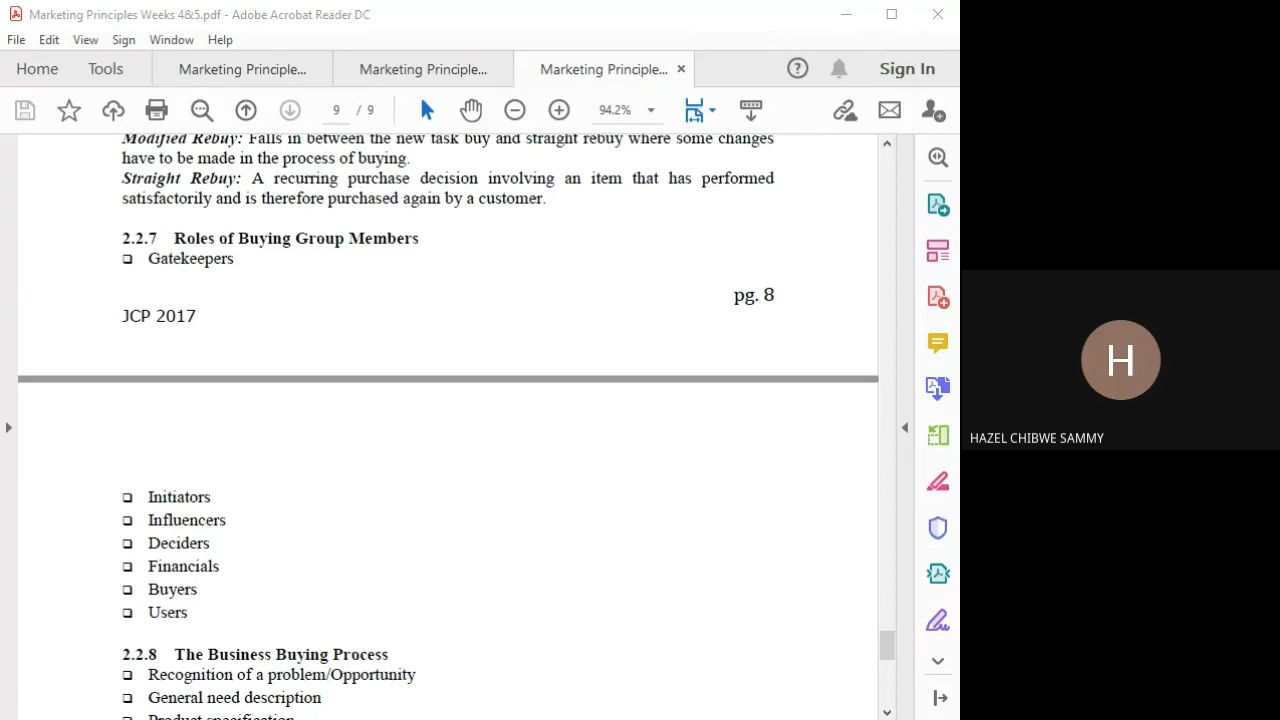 Marketing Principles Weeks 4&5.pdf - Adobe Acrobat Reader DC
File Edit View Sign Window Help
Home Tools Marketing Principle... Marketing Principle... Marketing Principle... Sign In
9 / 9 94.2%
Modified Rebuy: Falls in between the new task buy and straight rebuy where some changes
have to be made in the process of buying.
Straight Rebuy: A recurring purchase decision involving an item that has performed
satisfactorily and is therefore purchased again by a customer.
2.2.7 Roles of Buying Group Members
❑ Gatekeepers
pg. 8
JCP 2017
❑ Initiators
❑ Influencers
❑ Deciders
❑ Financials
❑ Buyers
❑ Users
2.2.8 The Business Buying Process
❑ Recognition of a problem/Opportunity
❑ General need description
❑ Product specification
H
HAZEL CHIBWE SAMMY